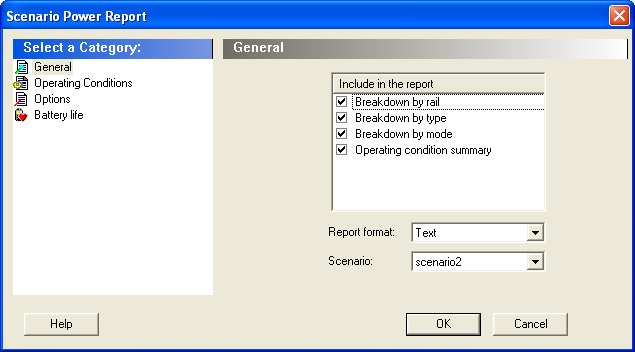 Scenario Power Report
Select a Category:
General
Operating Conditions
Options
Battery life
General
Include in the report
Breakdown by rail
Breakdown by type
Breakdown by mode
Operating condition summary
Report format: Text
Scenario: scenario2
Help OK Cancel